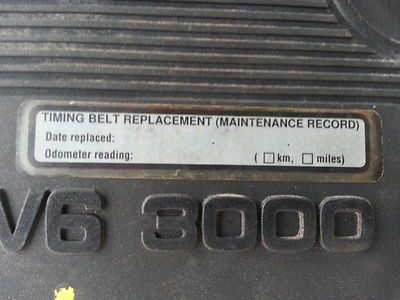 TIMING BELT REPLACEMENT (MAINTENANCE RECORD)
Date replaced:
Odometer reading: ( □ km, □ miles)
V6 3000